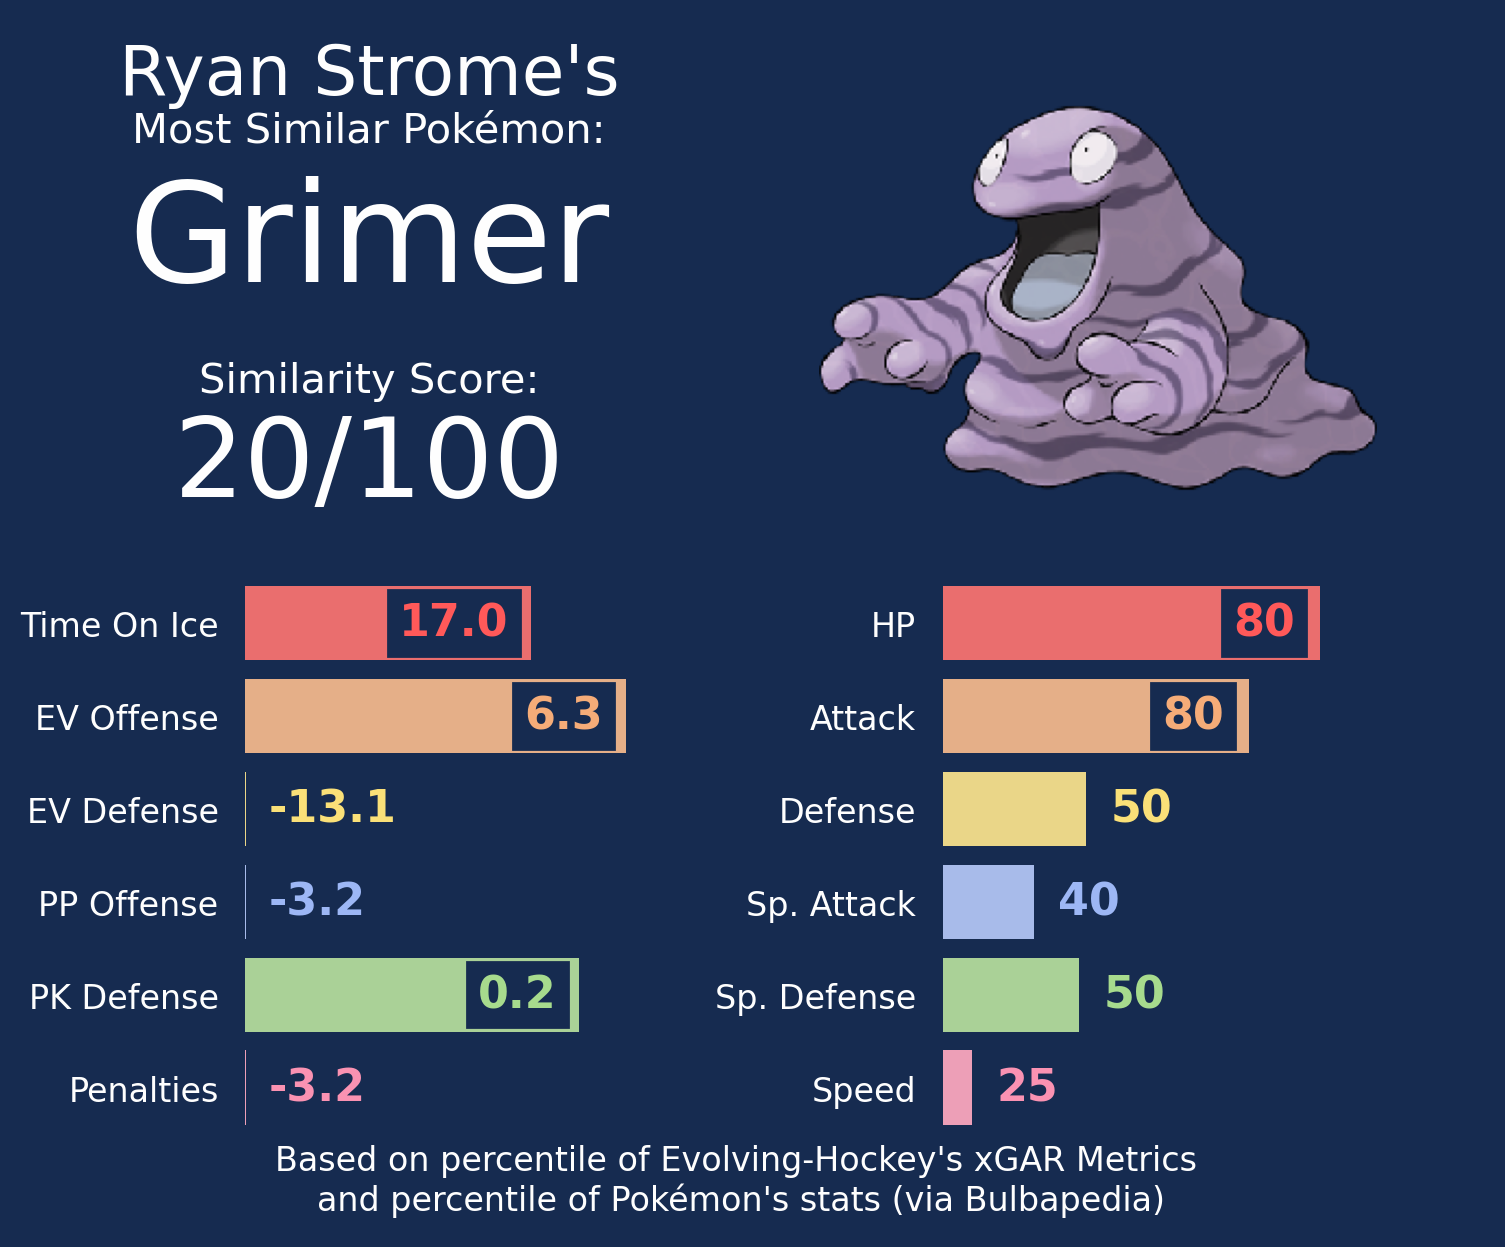 Ryan Strome's
Most Similar Pokémon:
Grimer
Similarity Score:
20/100
Time On Ice 17.0
EV Offense 6.3
EV Defense -13.1
PP Offense -3.2
PK Defense 0.2
Penalties -3.2
HP 80
Attack 80
Defense 50
Sp. Attack 40
Sp. Defense 50
Speed 25
Based on percentile of Evolving-Hockey's xGAR Metrics
and percentile of Pokémon's stats (via Bulbapedia)